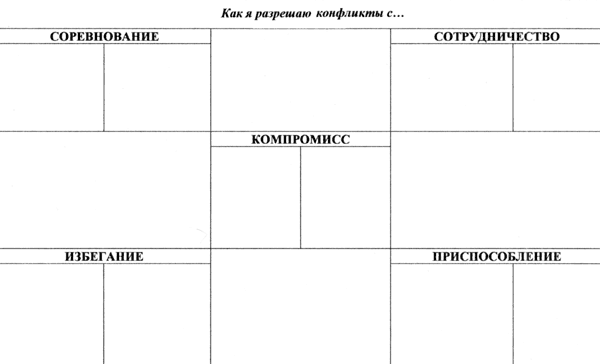 Как я разрешаю конфликты с…
СОРЕВНОВАНИЕ
СОТРУДНИЧЕСТВО
КОМПРОМИСС
ИЗБЕГАНИЕ
ПРИСПОСОБЛЕНИЕ